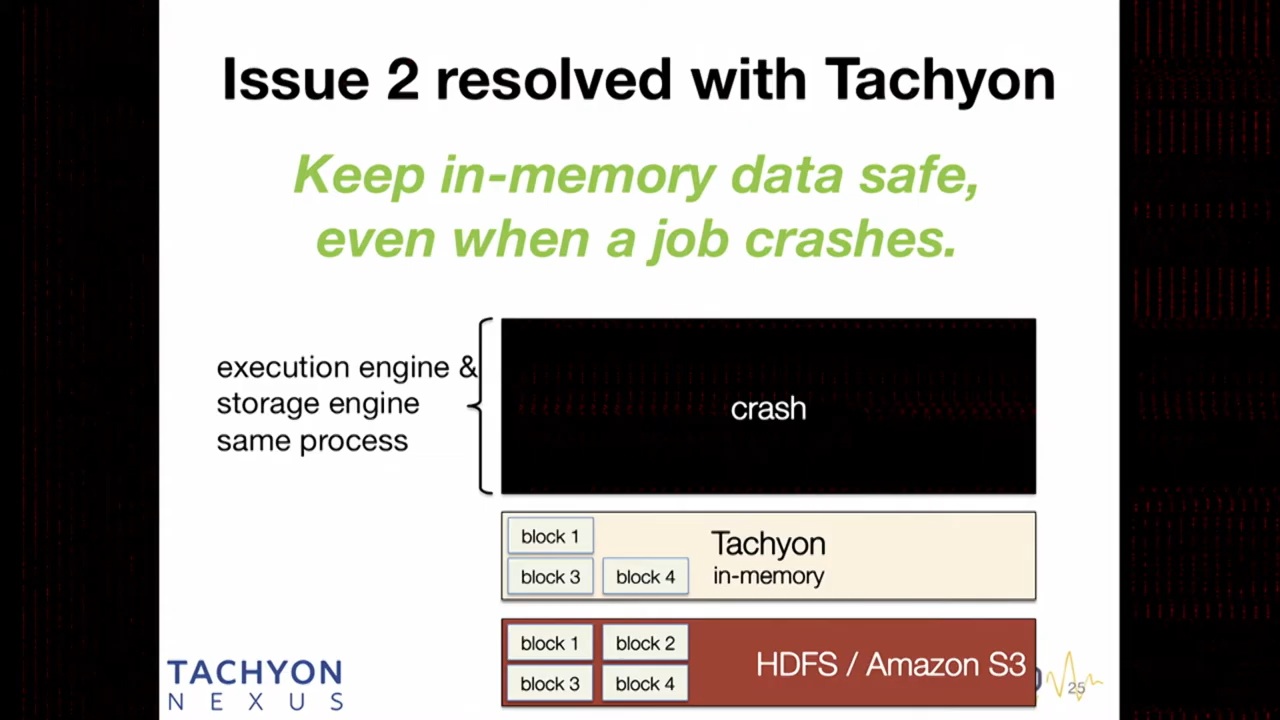 Issue 2 resolved with Tachyon
Keep in-memory data safe,
even when a job crashes.
execution engine &
storage engine
same process
crash
block 1
Tachyon
block 3
block 4
in-memory
block 1
block 2
HDFS / Amazon S3
block 3
block 4
TACHYON
NEXUS
25